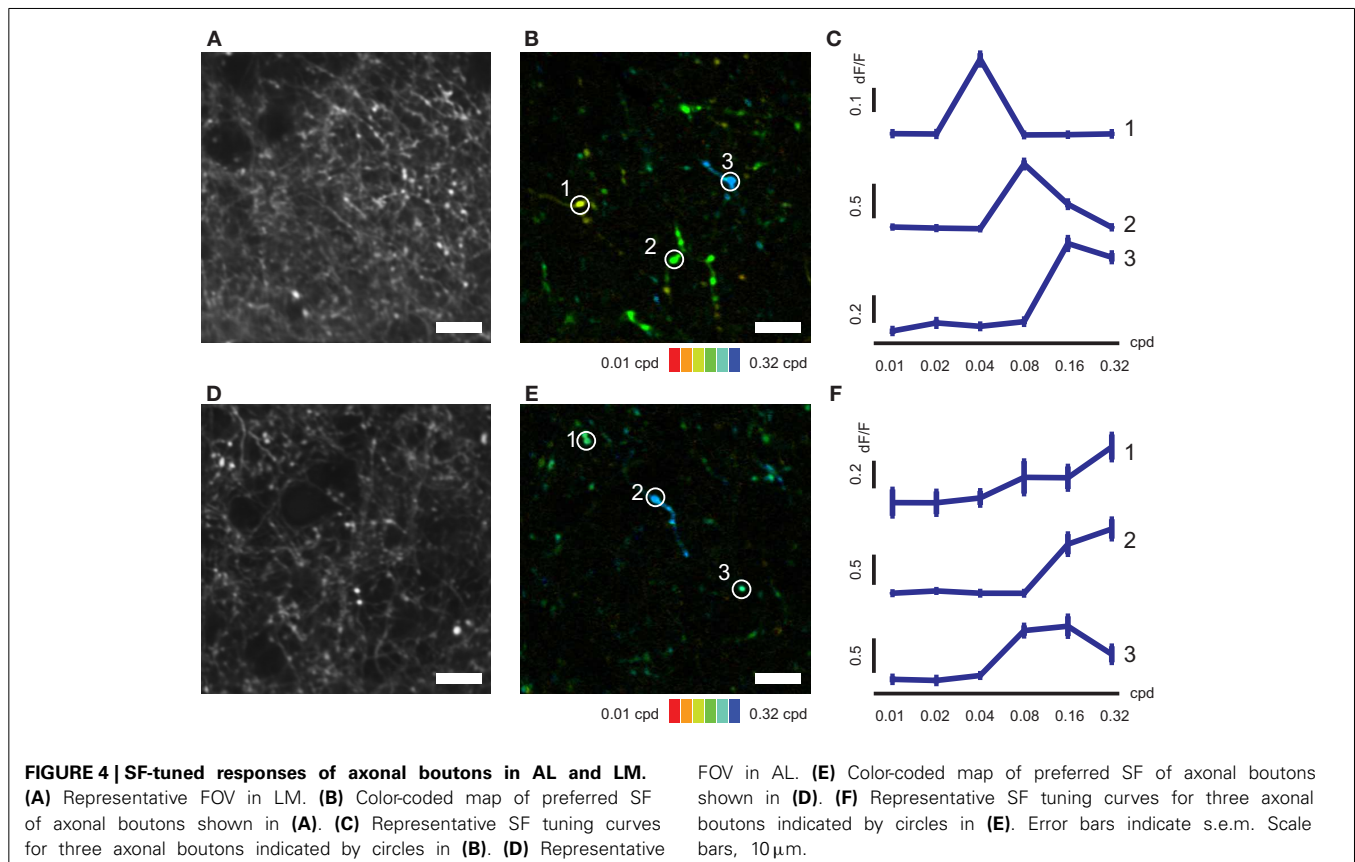 A
B
C
dF/F
0.1
1
3
1
0.5
2
2
3
0.2
cpd
0.01 cpd 0.32 cpd
0.01 0.02 0.04 0.08 0.16 0.32
D
E
F
dF/F
1
1
0.2
2
2
0.5
3
3
0.5
cpd
0.01 cpd 0.32 cpd
0.01 0.02 0.04 0.08 0.16 0.32
FIGURE 4 | SF-tuned responses of axonal boutons in AL and LM.
(A) Representative FOV in LM. (B) Color-coded map of preferred SF
of axonal boutons shown in (A). (C) Representative SF tuning curves
for three axonal boutons indicated by circles in (B). (D) Representative
FOV in AL. (E) Color-coded map of preferred SF of axonal boutons
shown in (D). (F) Representative SF tuning curves for three axonal
boutons indicated by circles in (E). Error bars indicate s.e.m. Scale
bars, 10 μm.